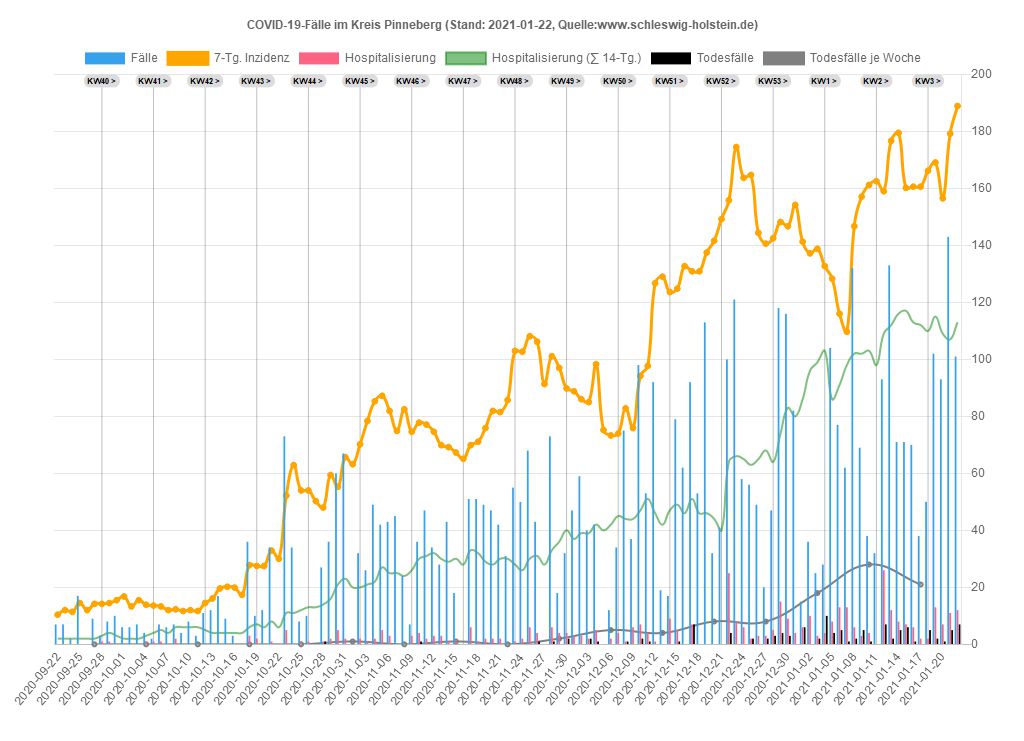 COVID-19-Fälle im Kreis Pinneberg (Stand: 2021-01-22, Quelle:www.schleswig-holstein.de)
Fälle 7-Tg. Inzidenz Hospitalisierung Hospitalisierung (∑ 14-Tg.) Todesfälle Todesfälle je Woche
KW40 > KW41 > KW42 > KW43 > KW44 > KW45 > KW46 > KW47 > KW48 > KW49 > KW50 > KW51 > KW52 > KW53 > KW1 > KW2 > KW3 >
200
180
160
140
120
100
80
60
40
20
0
2020-09-22 2020-09-25 2020-09-28 2020-10-01 2020-10-04 2020-10-07 2020-10-10 2020-10-13 2020-10-16 2020-10-19 2020-10-22 2020-10-25 2020-10-28 2020-10-31 2020-11-03 2020-11-06 2020-11-09 2020-11-12 2020-11-15 2020-11-18 2020-11-21 2020-11-24 2020-11-27 2020-11-30 2020-12-03 2020-12-06 2020-12-09 2020-12-12 2020-12-15 2020-12-18 2020-12-21 2020-12-24 2020-12-27 2020-12-30 2021-01-02 2021-01-05 2021-01-08 2021-01-11 2021-01-14 2021-01-17 2021-01-20